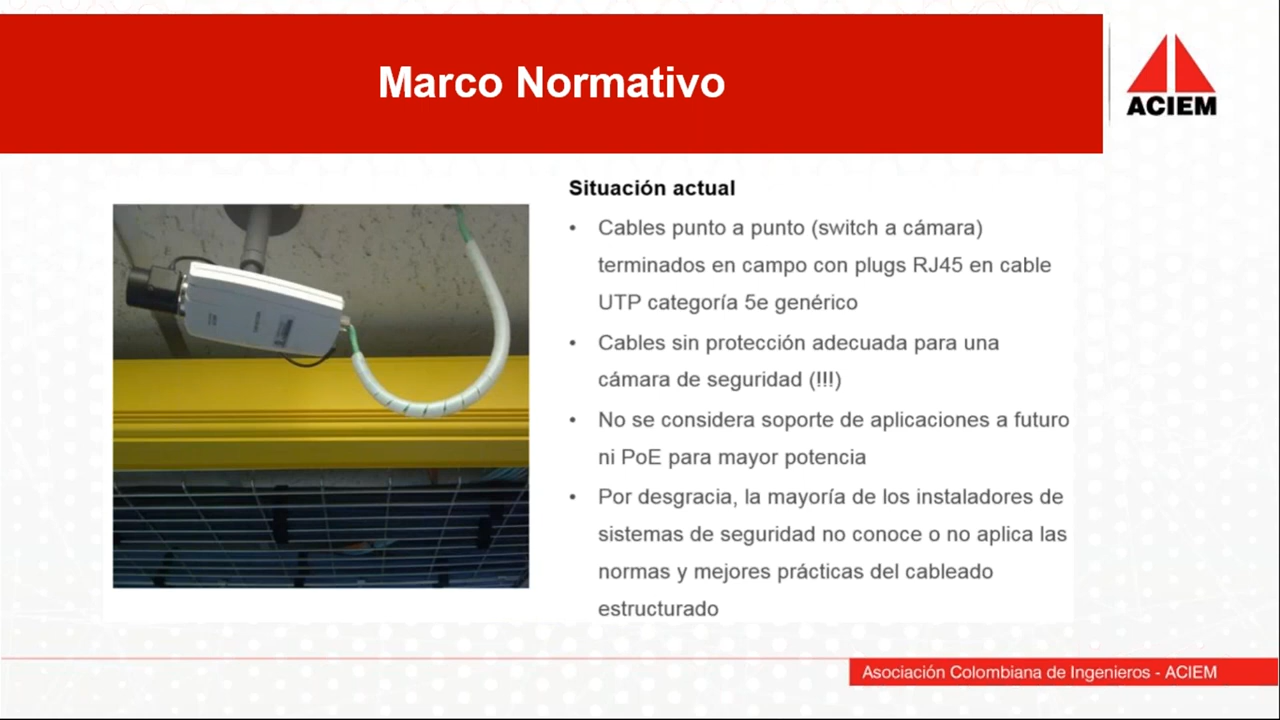 Marco Normativo
ACIEM
Situación actual
• Cables punto a punto (switch a cámara)
terminados en campo con plugs RJ45 en cable
UTP categoría 5e genérico
• Cables sin protección adecuada para una
cámara de seguridad (!!!)
• No se considera soporte de aplicaciones a futuro
ni PoE para mayor potencia
• Por desgracia, la mayoría de los instaladores de
sistemas de seguridad no conoce o no aplica las
normas y mejores prácticas del cableado
estructurado
Asociación Colombiana de Ingenieros - ACIEM